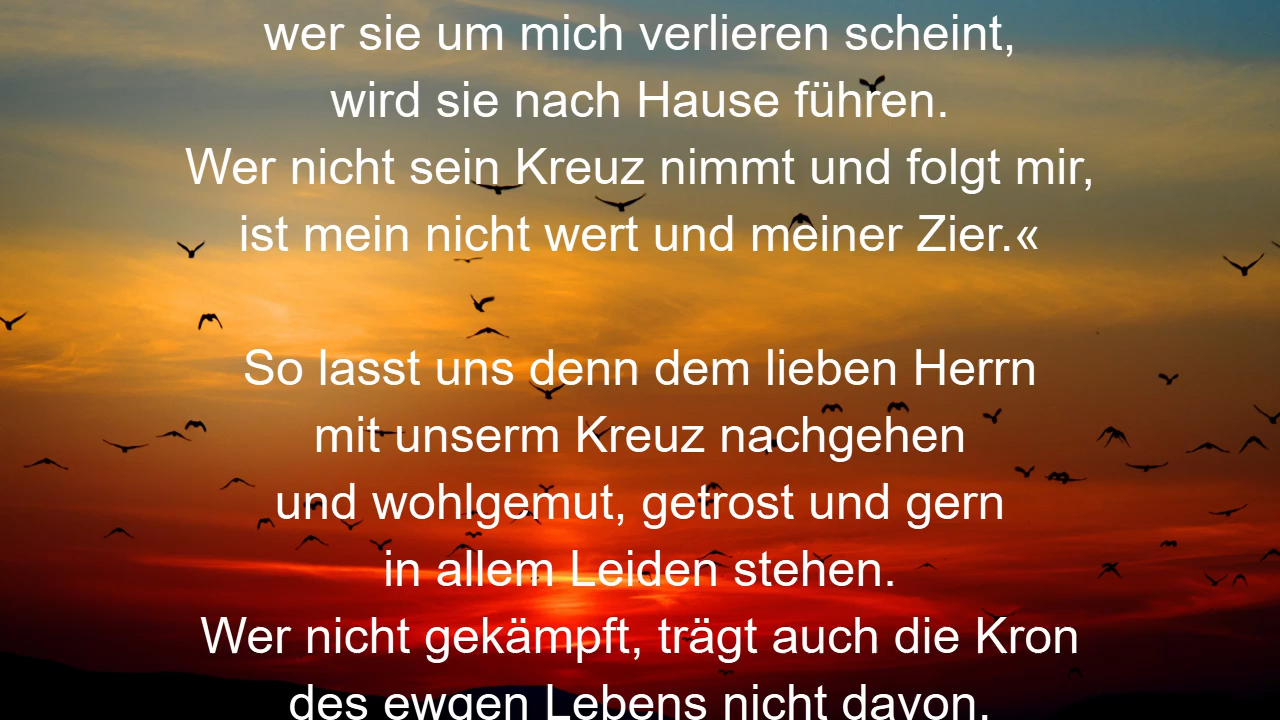 wer sie um mich verlieren scheint,
wird sie nach Hause führen.
Wer nicht sein Kreuz nimmt und folgt mir,
ist mein nicht wert und meiner Zier.«
So lasst uns denn dem lieben Herrn
mit unserm Kreuz nachgehen
und wohlgemut, getrost und gern
in allem Leiden stehen.
Wer nicht gekämpft, trägt auch die Kron
des ewgen Lebens nicht davon.